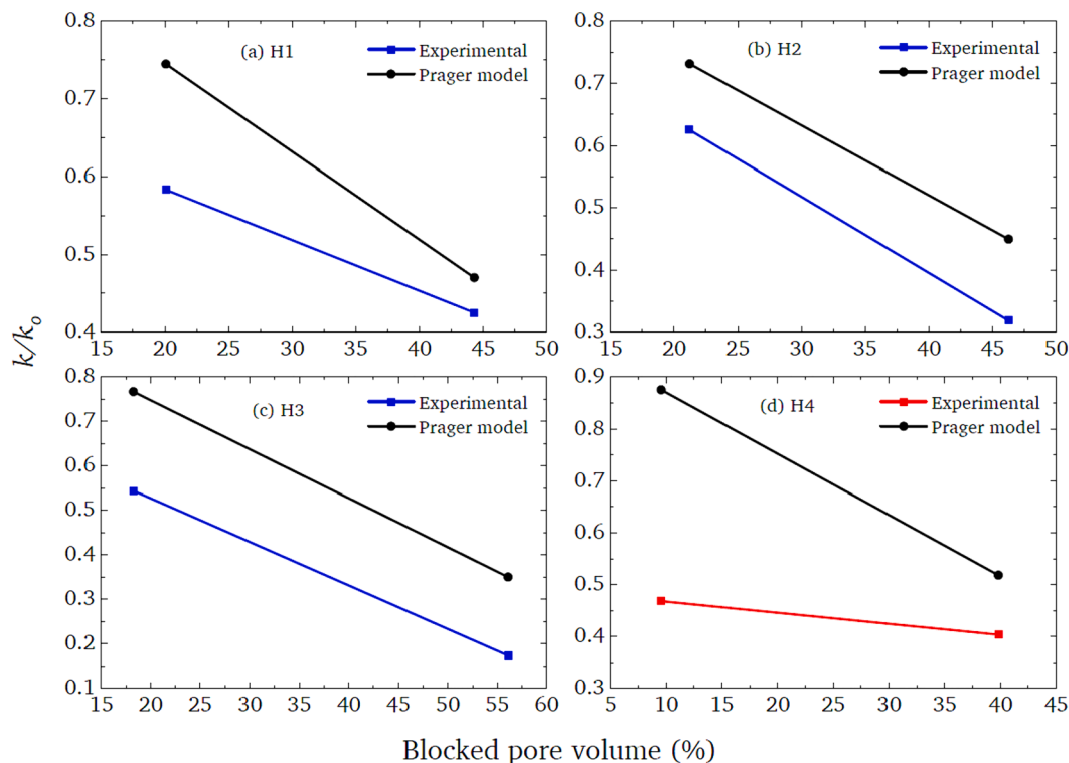 (a) H1
Experimental
Prager model
0.8
0.7
0.6
0.5
0.4
15 20 25 30 35 40 45 50
(b) H2
Experimental
Prager model
0.8
0.7
0.6
0.5
0.4
0.3
15 20 25 30 35 40 45 50
k/kₒ
(c) H3
Experimental
Prager model
0.8
0.7
0.6
0.5
0.4
0.3
0.2
0.1
15 20 25 30 35 40 45 50 55 60
(d) H4
Experimental
Prager model
0.9
0.8
0.7
0.6
0.5
0.4
0.3
5 10 15 20 25 30 35 40 45
Blocked pore volume (%)